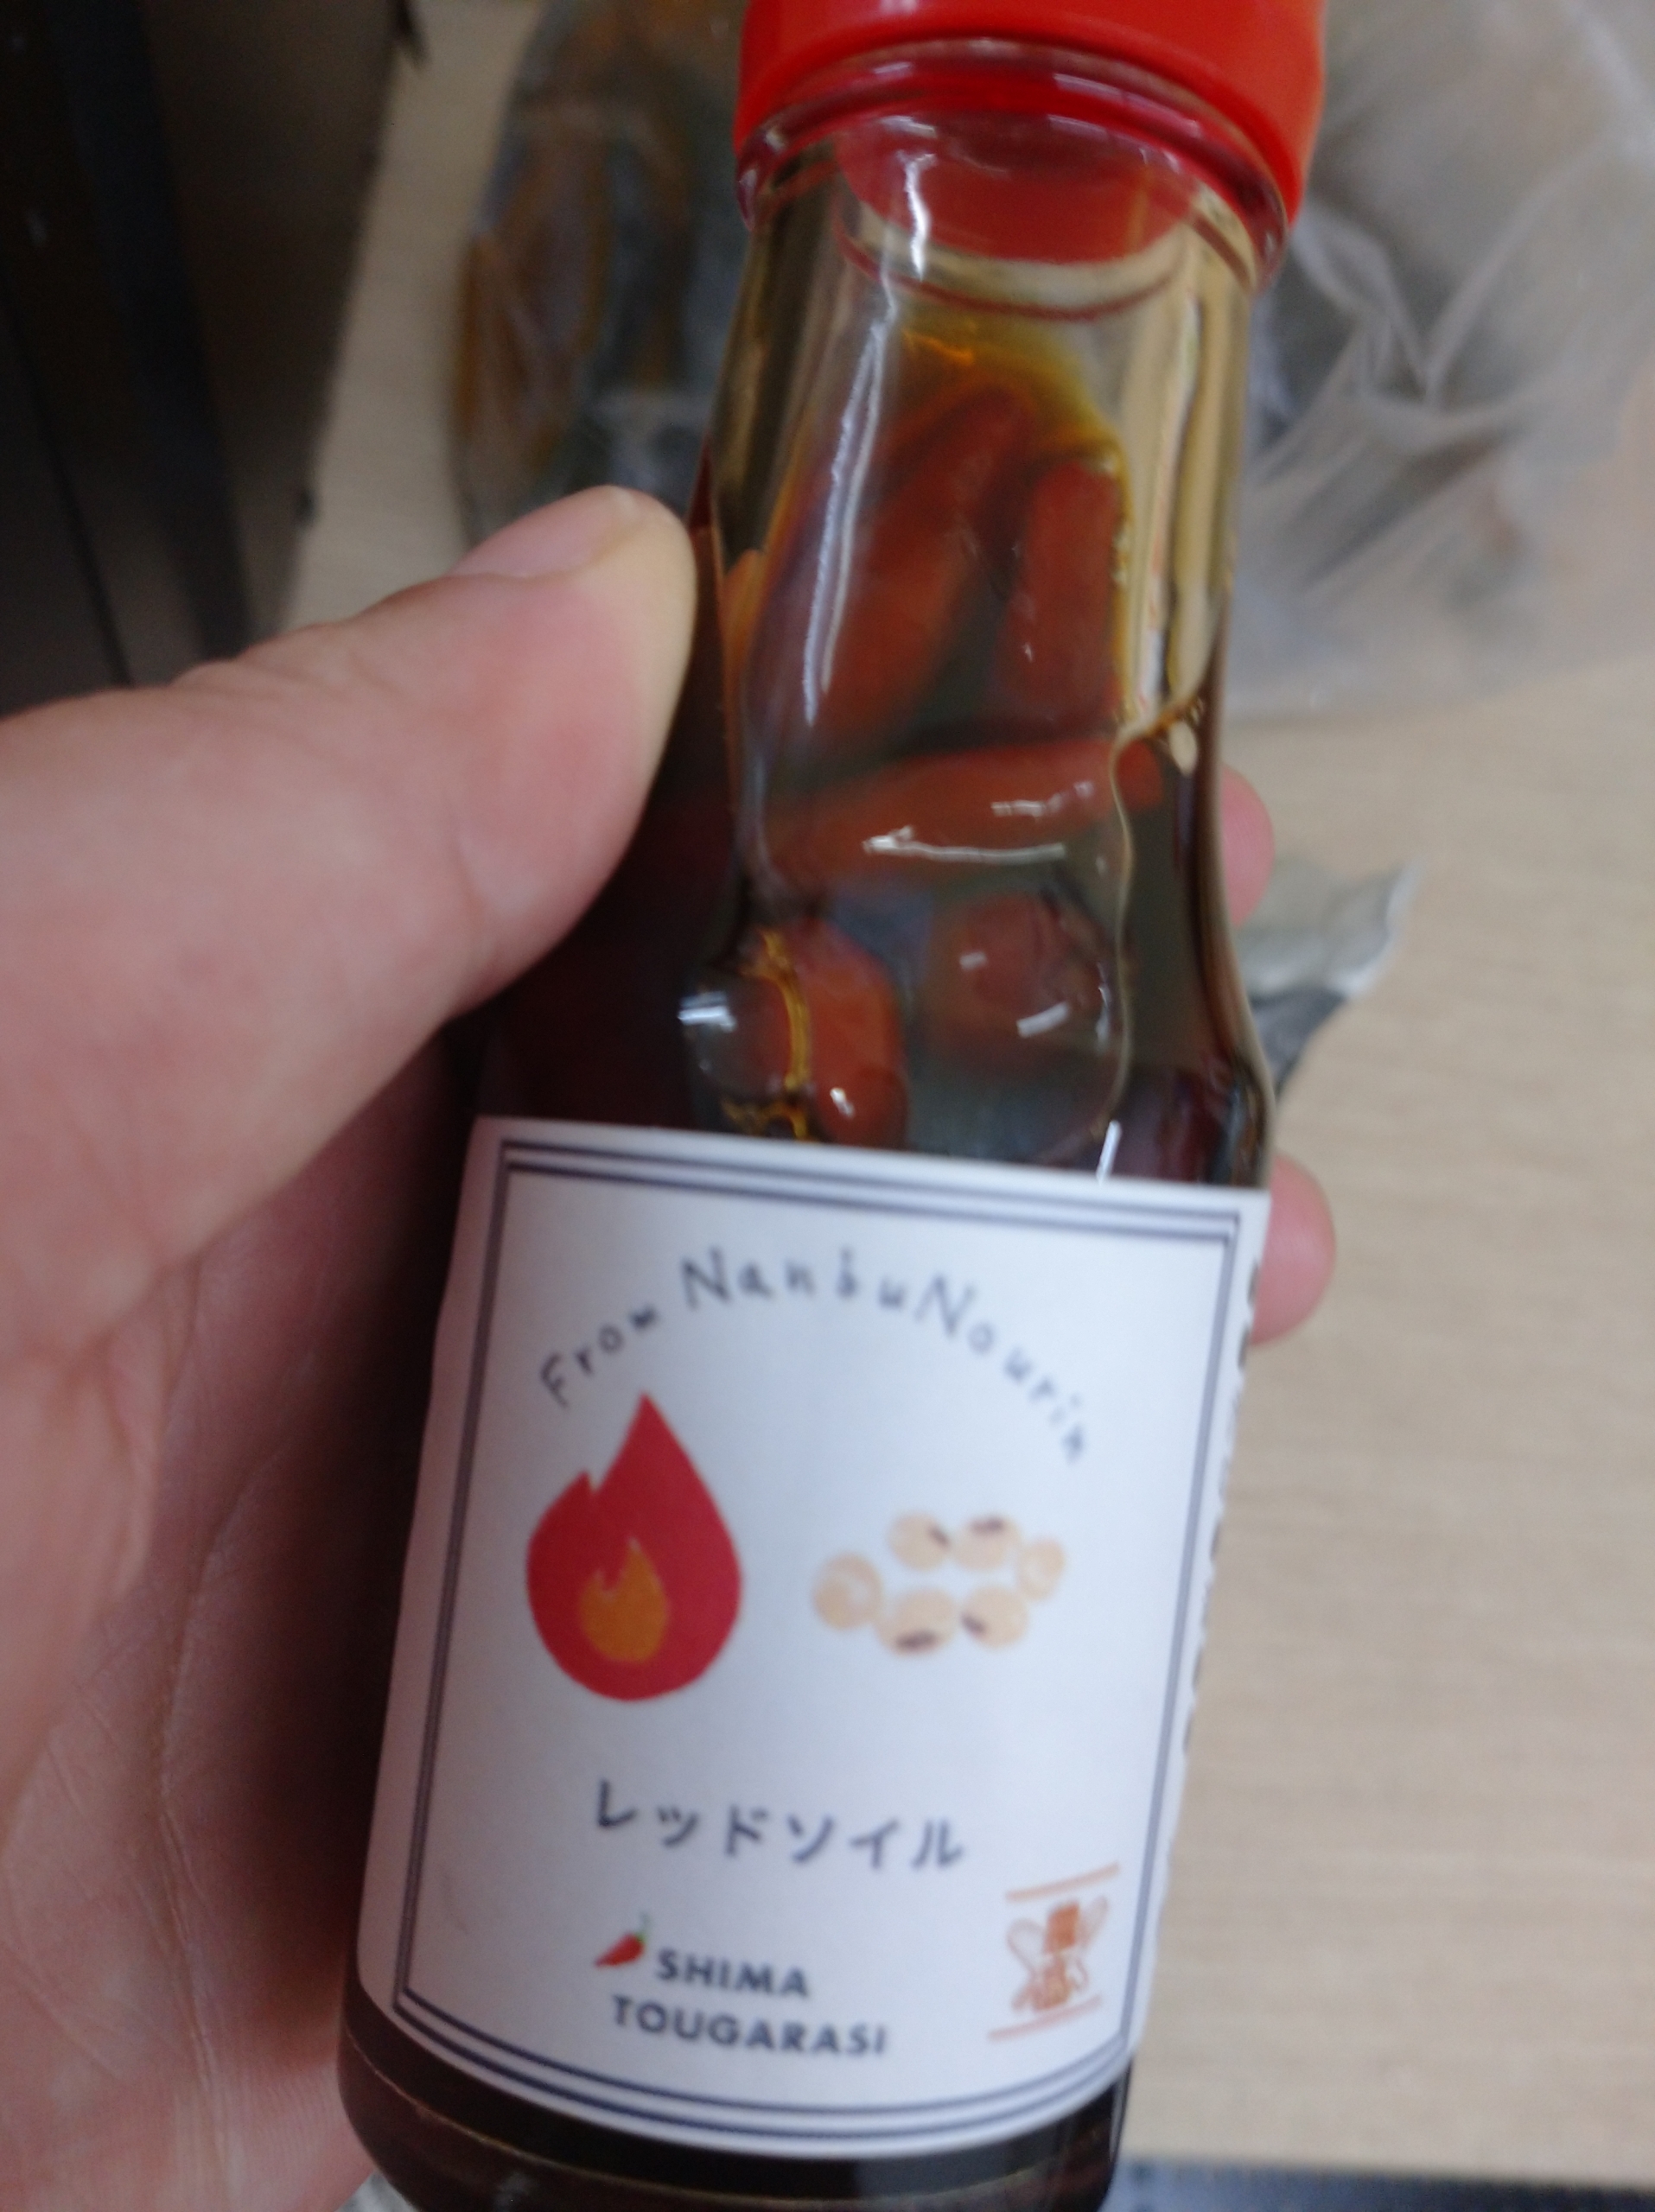 From NanbuNourin
レッドソイル
SHIMA
TOUGARASI